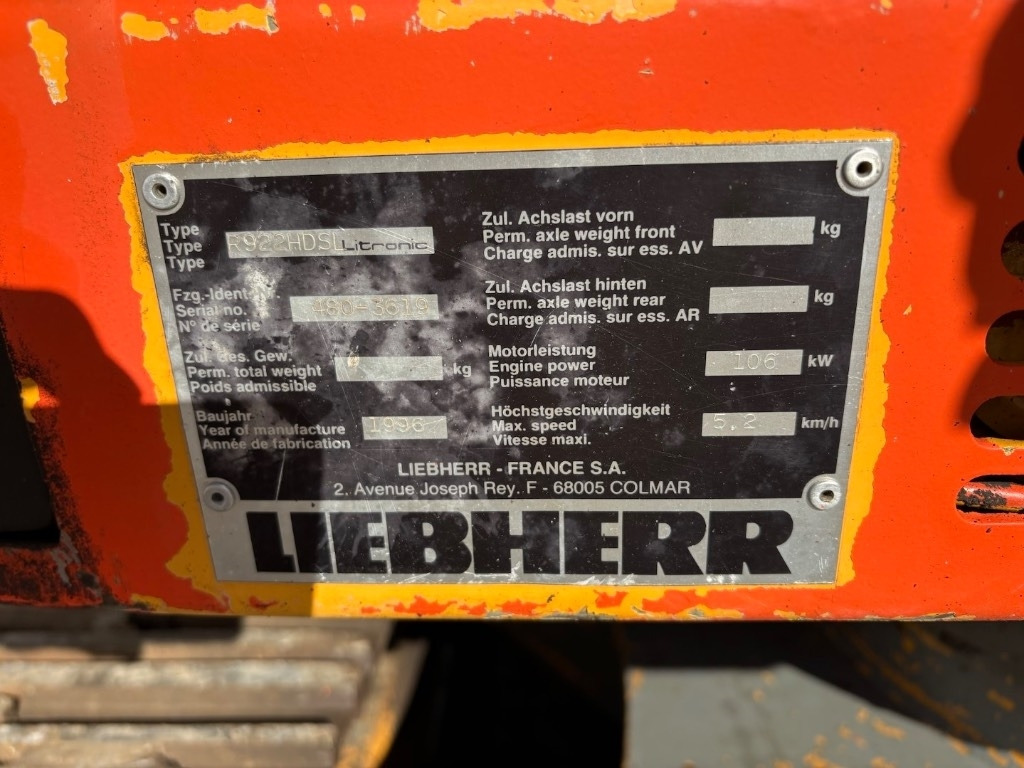 Type
Type
Type
R922HDSL Litronic
Fzg.-Ident
Serial no.
N° de série
480-3619
Zul. Ges. Gew.
Perm. total weight
Poids admissible
kg
Baujahr
Year of manufacture
Année de fabrication
1996
Zul. Achslast vorn
Perm. axle weight front
Charge admis. sur ess. AV
kg
Zul. Achslast hinten
Perm. axle weight rear
Charge admis. sur ess. AR
kg
Motorleistung
Engine power
Puissance moteur
106 kW
Höchstgeschwindigkeit
Max. speed
Vitesse maxi.
5,2 km/h
LIEBHERR - FRANCE S.A.
2. Avenue Joseph Rey. F - 68005 COLMAR
LIEBHERR